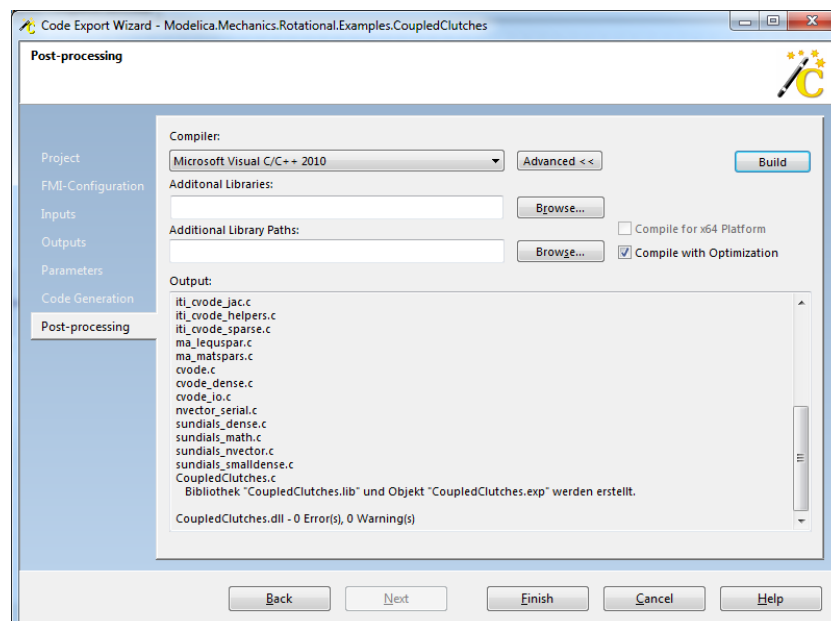 Code Export Wizard - Modelica.Mechanics.Rotational.Examples.CoupledClutches
Post-processing
Project
FMI-Configuration
Inputs
Outputs
Parameters
Code Generation
Post-processing
Compiler:
Microsoft Visual C/C++ 2010
Advanced <<
Build
Additonal Libraries:
Browse...
Additional Library Paths:
Compile for x64 Platform
Browse...
Compile with Optimization
Output:
iti_cvode_jac.c
iti_cvode_helpers.c
iti_cvode_sparse.c
ma_lequspar.c
ma_matspars.c
cvode.c
cvode_dense.c
cvode_io.c
nvector_serial.c
sundials_dense.c
sundials_math.c
sundials_nvector.c
sundials_smalldense.c
CoupledClutches.c
Bibliothek "CoupledClutches.lib" und Objekt "CoupledClutches.exp" werden erstellt.
CoupledClutches.dll - 0 Error(s), 0 Warning(s)
Back
Next
Finish
Cancel
Help